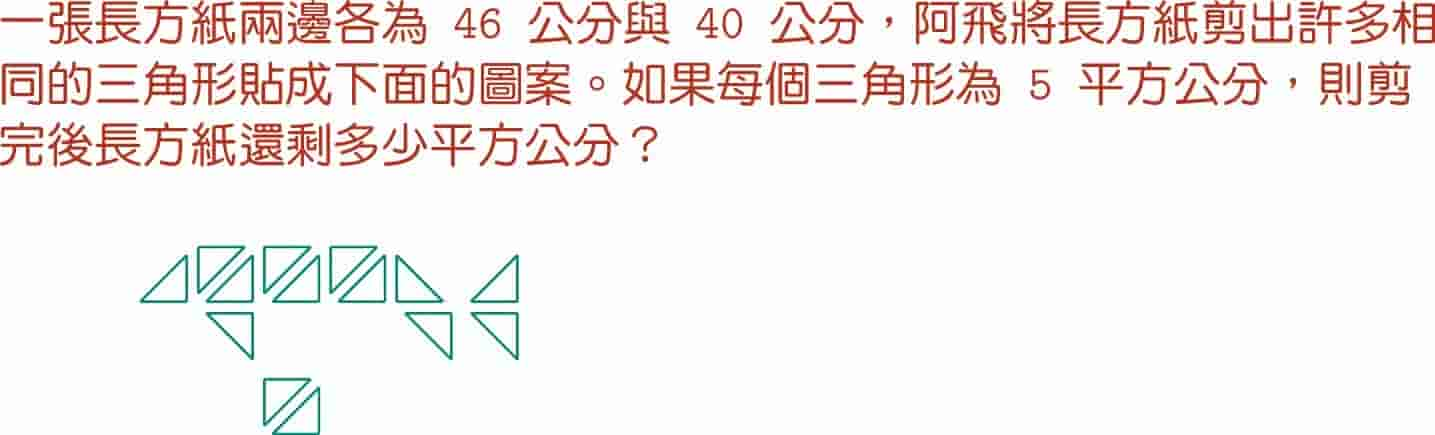 一張長方紙兩邊各為 46 公分與 40 公分，阿飛將長方紙剪出許多相
同的三角形貼成下面的圖案。如果每個三角形為 5 平方公分，則剪
完後長方紙還剩多少平方公分？